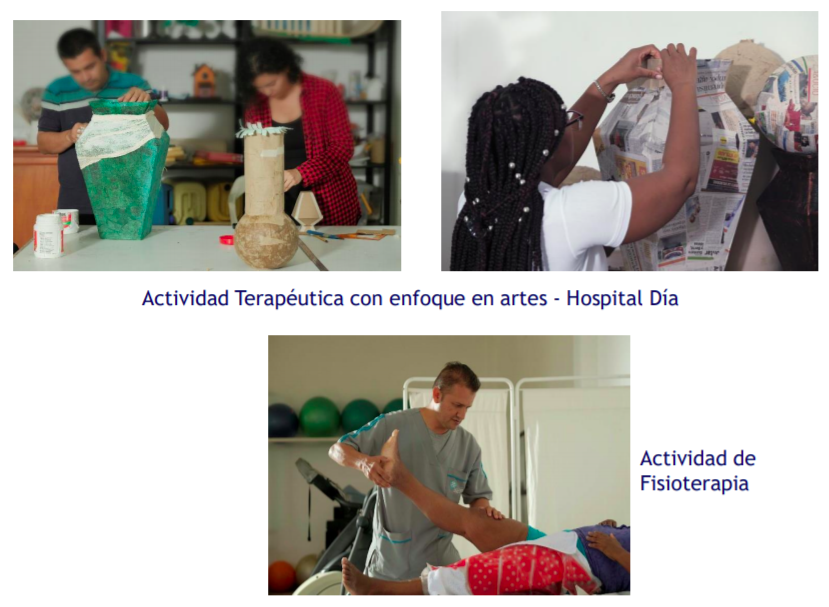 Actividad Terapéutica con enfoque en artes - Hospital Día
Actividad de
Fisioterapia